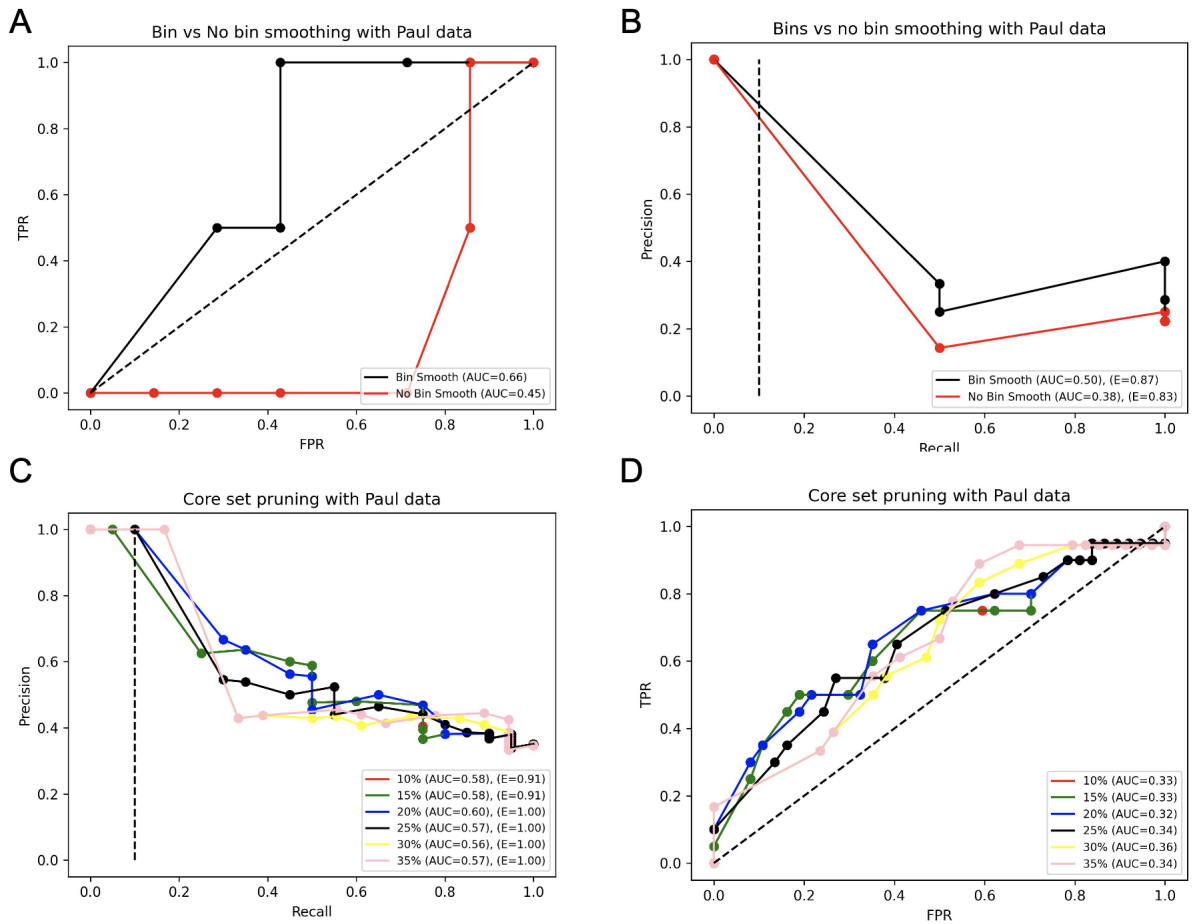 A
Bin vs No bin smoothing with Paul data
1.0
0.8
0.6
0.4
0.2
0.0
TPR
Bin Smooth (AUC=0.66)
No Bin Smooth (AUC=0.45)
0.0 0.2 0.4 0.6 0.8 1.0
FPR
B
Bins vs no bin smoothing with Paul data
1.0
0.8
0.6
0.4
0.2
0.0
Precision
Bin Smooth (AUC=0.50), (E=0.87)
No Bin Smooth (AUC=0.38), (E=0.83)
0.0 0.2 0.4 0.6 0.8 1.0
Recall
C
Core set pruning with Paul data
1.0
0.8
0.6
0.4
0.2
0.0
Precision
10% (AUC=0.58), (E=0.91)
15% (AUC=0.58), (E=0.91)
20% (AUC=0.60), (E=1.00)
25% (AUC=0.57), (E=1.00)
30% (AUC=0.56), (E=1.00)
35% (AUC=0.57), (E=1.00)
0.0 0.2 0.4 0.6 0.8 1.0
Recall
D
Core set pruning with Paul data
1.0
0.8
0.6
0.4
0.2
0.0
TPR
10% (AUC=0.33)
15% (AUC=0.33)
20% (AUC=0.32)
25% (AUC=0.34)
30% (AUC=0.36)
35% (AUC=0.34)
0.0 0.2 0.4 0.6 0.8 1.0
FPR